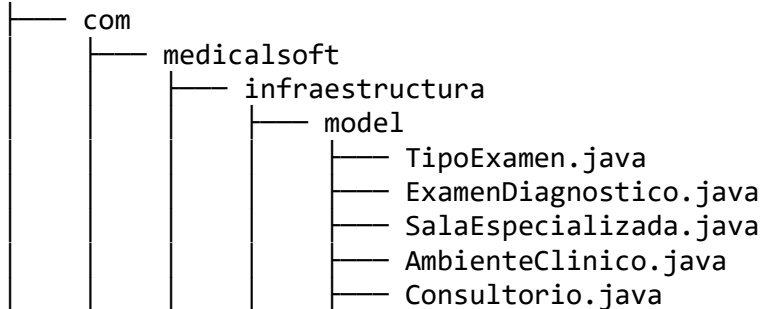 ├─── com
│    ├─── medicalsoft
│    │    ├─── infraestructura
│    │    │    ├─── model
│    │    │    │    ├─── TipoExamen.java
│    │    │    │    ├─── ExamenDiagnostico.java
│    │    │    │    ├─── SalaEspecializada.java
│    │    │    │    ├─── AmbienteClinico.java
│    │    │    │    ├─── Consultorio.java